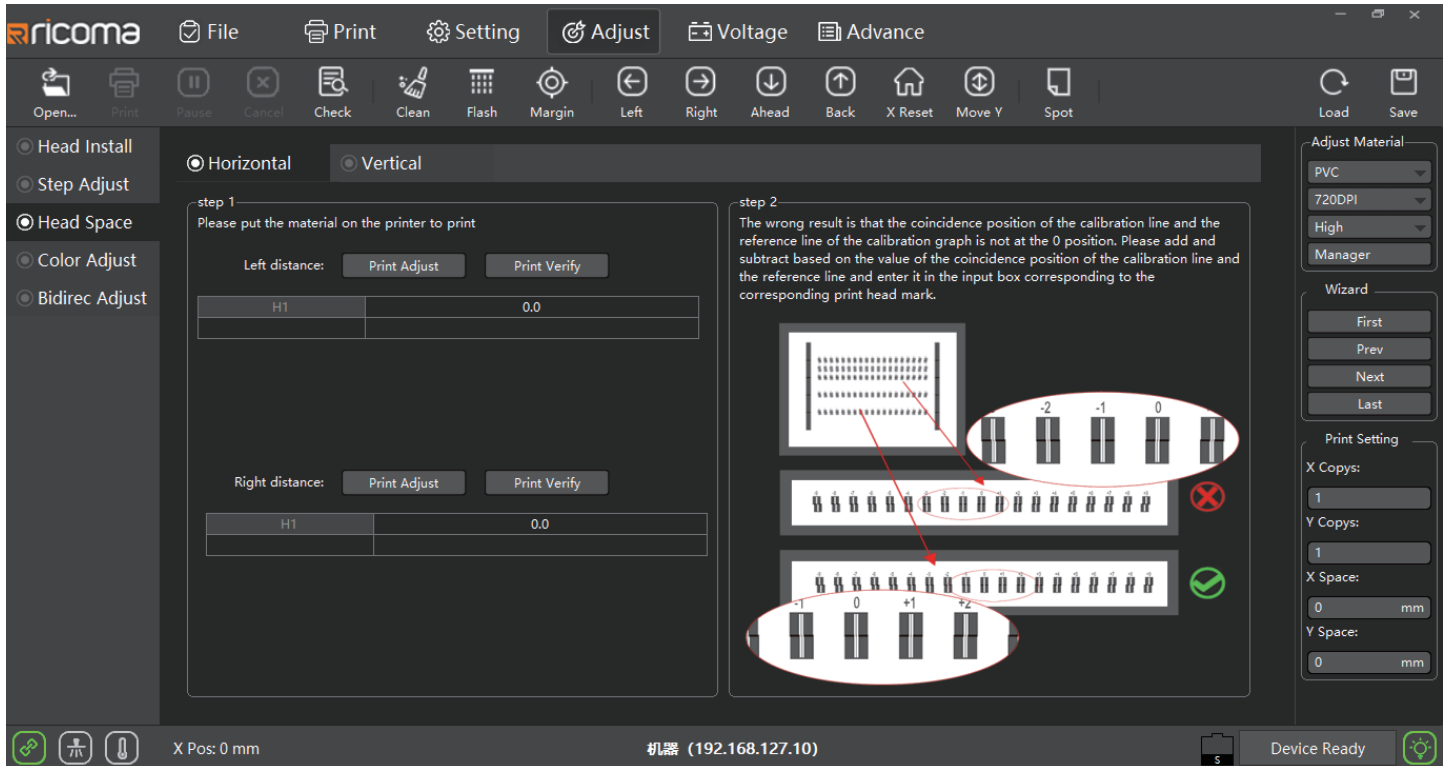 ricoma
File
Print
Setting
Adjust
Voltage
Advance
Open...
Print
Pause
Cancel
Check
Clean
Flash
Margin
Left
Right
Ahead
Back
X Reset
Move Y
Spot
Load
Save
Head Install
Step Adjust
Head Space
Color Adjust
Bidirec Adjust
Horizontal
Vertical
step 1
Please put the material on the printer to print
Left distance:
Print Adjust
Print Verify
H1
0.0
Right distance:
Print Adjust
Print Verify
H1
0.0
step 2
The wrong result is that the coincidence position of the calibration line and the
reference line of the calibration graph is not at the 0 position. Please add and
subtract based on the value of the coincidence position of the calibration line and
the reference line and enter it in the input box corresponding to the
corresponding print head mark.
-2
-1
0
-1
0
+1
+2
Adjust Material
PVC
720DPI
High
Manager
Wizard
First
Prev
Next
Last
Print Setting
X Copys:
1
Y Copys:
1
X Space:
0 mm
Y Space:
0 mm
X Pos: 0 mm
机器 (192.168.127.10)
S
Device Ready